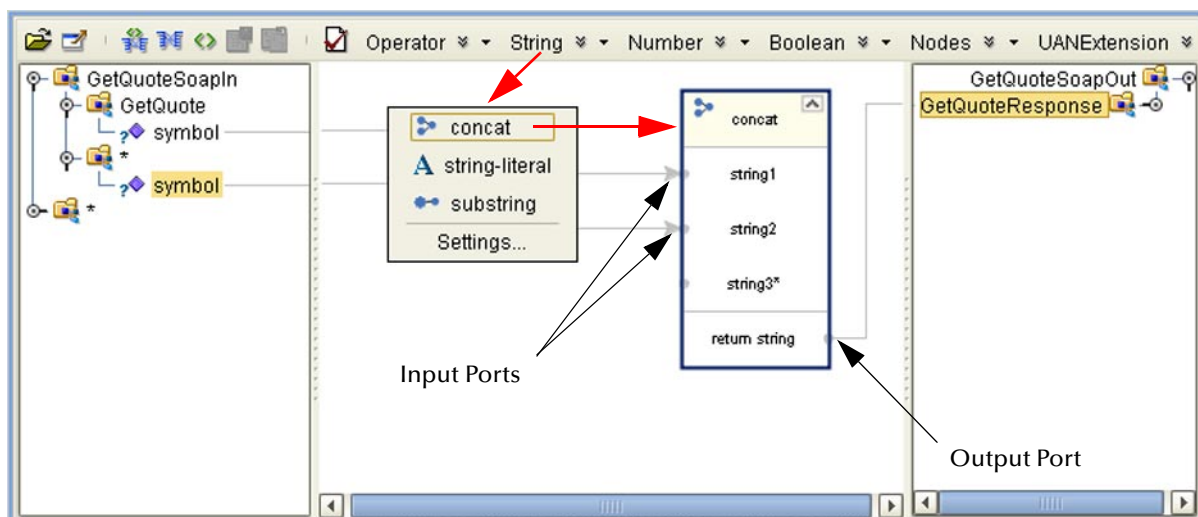 Operator String Number Boolean Nodes UANExtension
GetQuoteSoapIn
GetQuote
symbol
*
symbol
*
concat
string-literal
substring
Settings...
concat
string1
string2
string3*
return string
Input Ports
Output Port
GetQuoteSoapOut
GetQuoteResponse